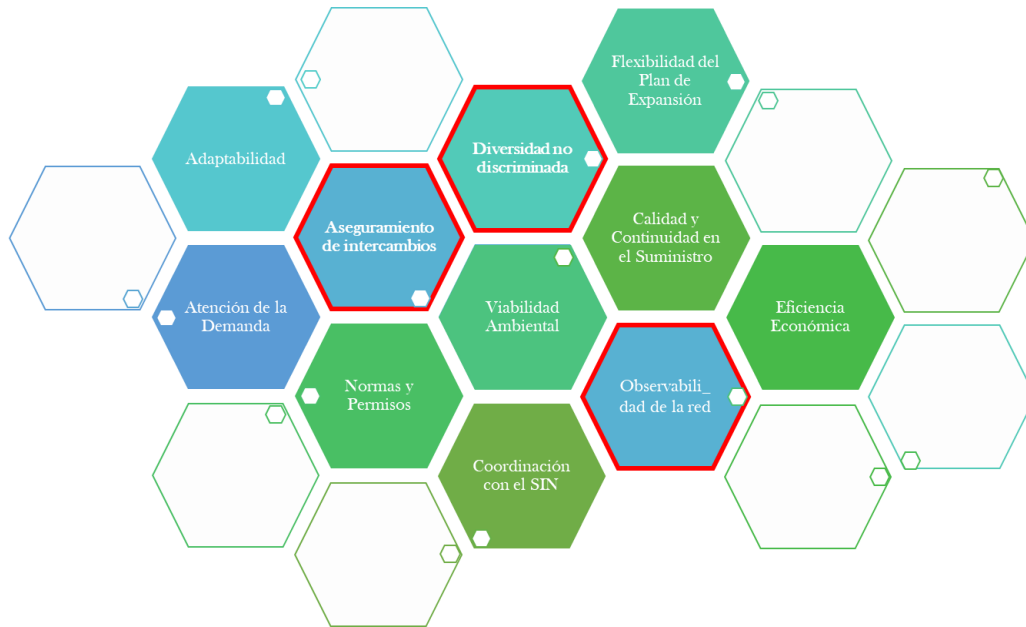 Flexibilidad del
Plan de
Expansión
Adaptabilidad
Diversidad no
discriminada
Aseguramiento
de intercambios
Calidad y
Continuidad en
el Suministro
Atención de la
Demanda
Viabilidad
Ambiental
Eficiencia
Económica
Normas y
Permisos
Observabili_
dad de la red
Coordinación
con el SIN